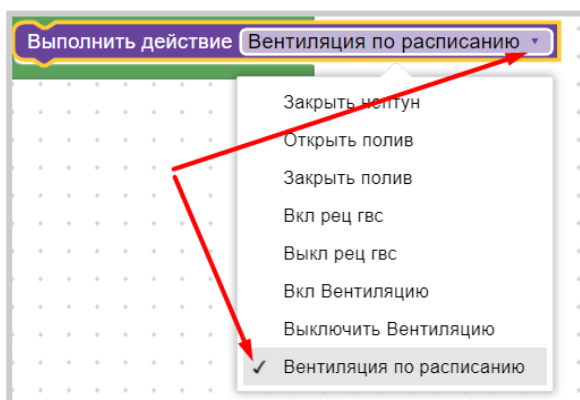 Выполнить действие Вентиляция по расписанию
Закрыть нептун
Открыть полив
Закрыть полив
Вкл рец гвс
Выкл рец гвс
Вкл Вентиляцию
Выключить Вентиляцию
Вентиляция по расписанию